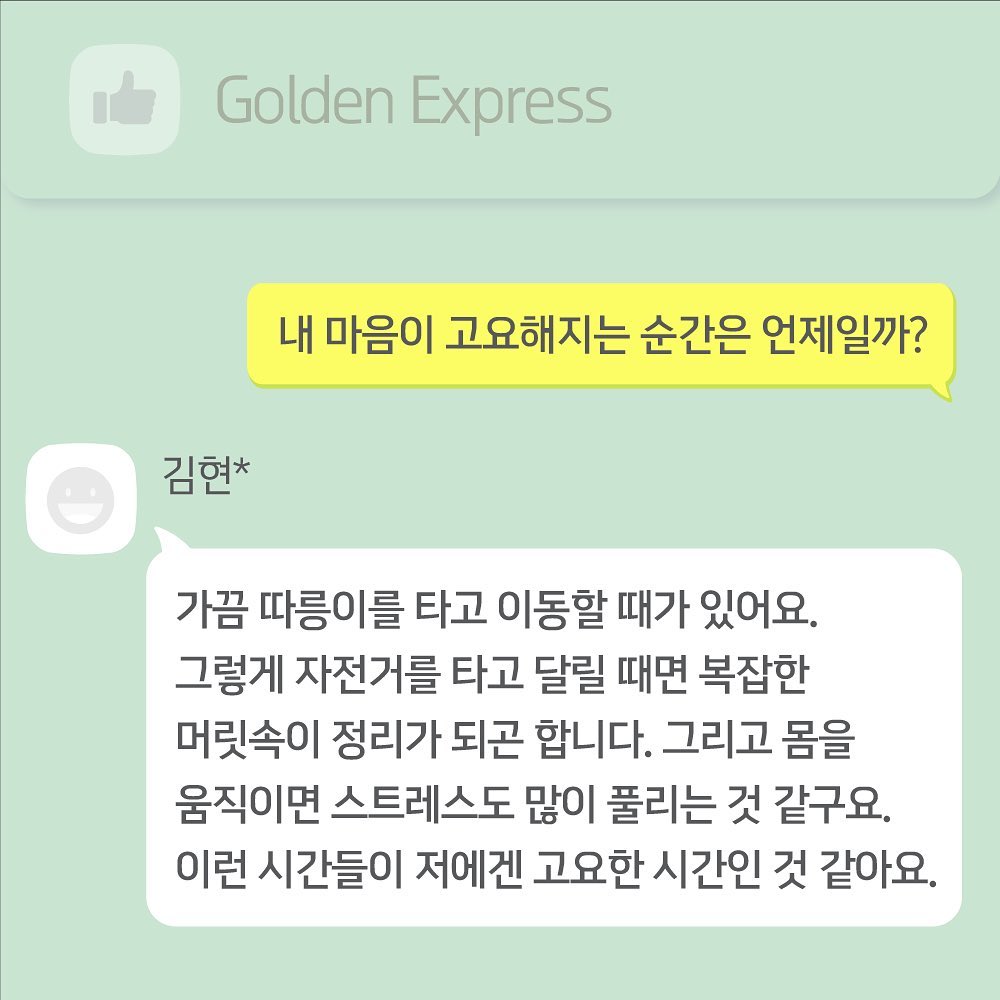 Golden Express
내 마음이 고요해지는 순간은 언제일까?
김현*
가끔 따릉이를 타고 이동할 때가 있어요.
그렇게 자전거를 타고 달릴 때면 복잡한
머릿속이 정리가 되곤 합니다. 그리고 몸을
움직이면 스트레스도 많이 풀리는 것 같구요.
이런 시간들이 저에겐 고요한 시간인 것 같아요.